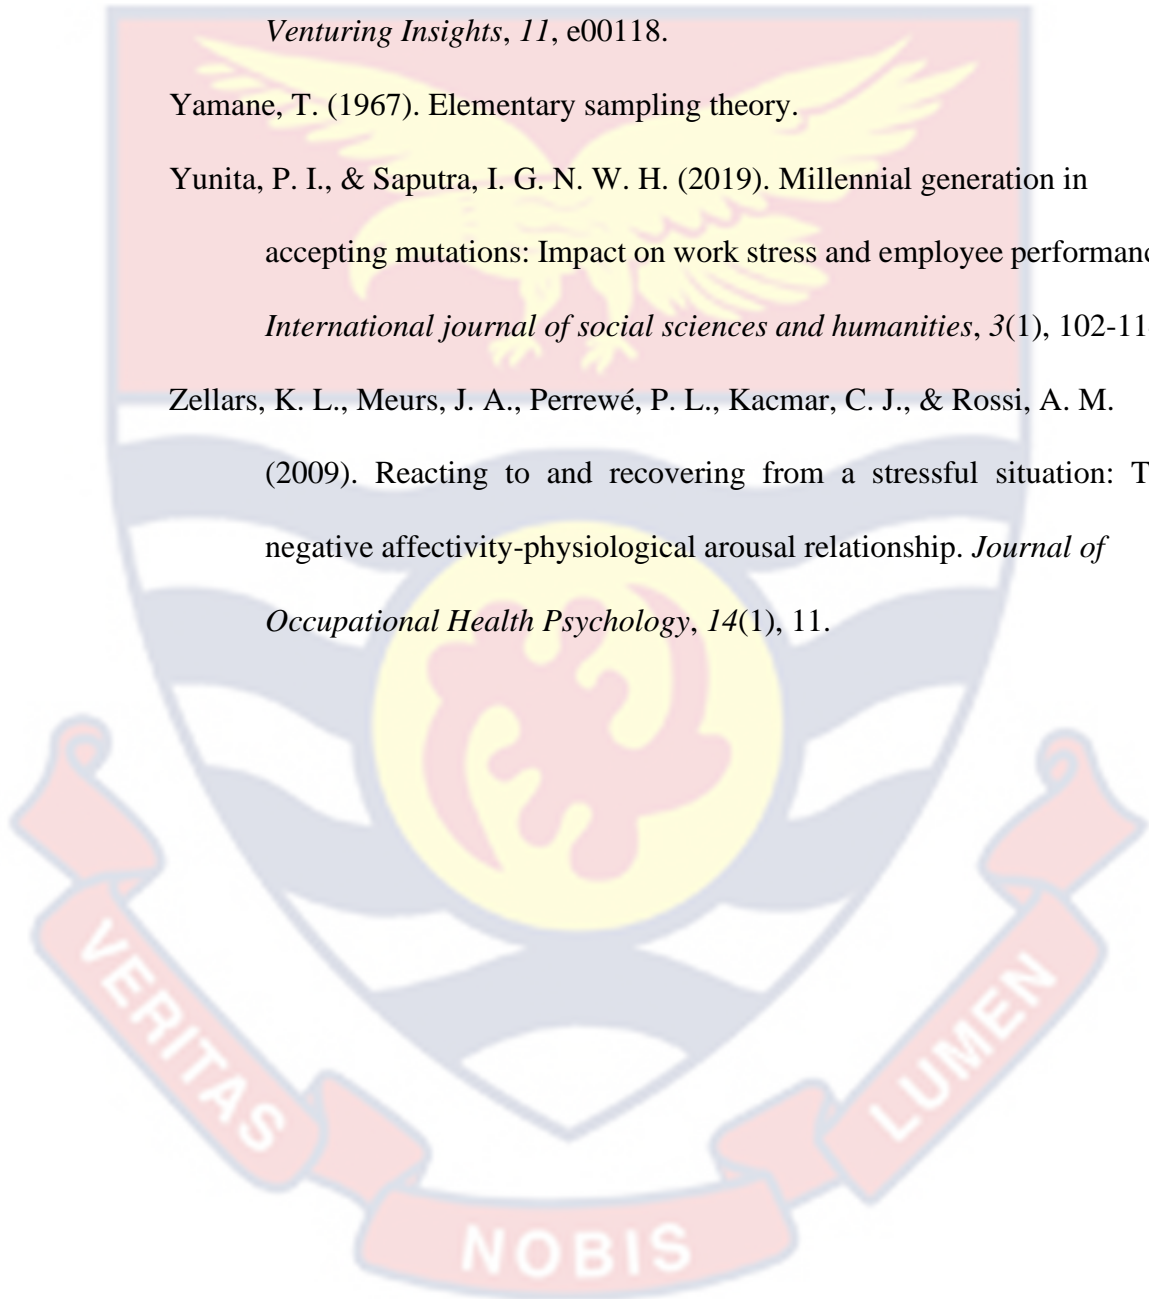 Venturing Insights, 11, e00118.
Yamane, T. (1967). Elementary sampling theory.
Yunita, P. I., & Saputra, I. G. N. W. H. (2019). Millennial generation in
accepting mutations: Impact on work stress and employee performanc
International journal of social sciences and humanities, 3(1), 102-11
Zellars, K. L., Meurs, J. A., Perrewé, P. L., Kacmar, C. J., & Rossi, A. M.
(2009). Reacting to and recovering from a stressful situation: T
negative affectivity-physiological arousal relationship. Journal of
Occupational Health Psychology, 14(1), 11.
VERITAS
NOBIS
LUMEN